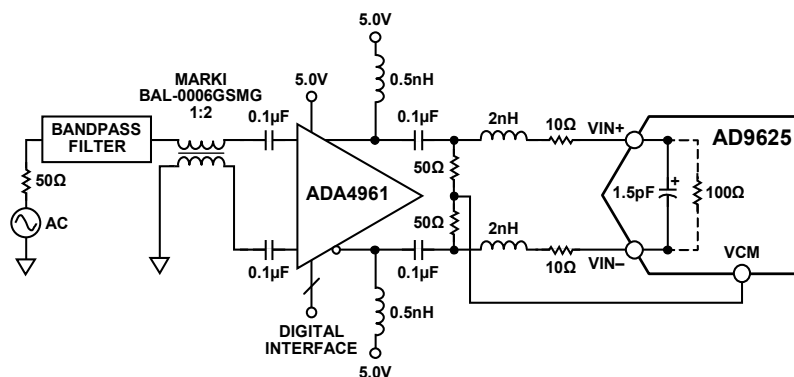 5.0V
MARKI
BAL-0006GSMG
1:2
5.0V
0.5nH
0.1µF
0.1µF
2nH
10Ω
VIN+
AD9625
BANDPASS
FILTER
50Ω
50Ω
ADA4961
1.5pF
+
100Ω
50Ω
AC
2nH
10Ω
VIN–
VCM
0.1µF
0.1µF
0.5nH
DIGITAL
INTERFACE
5.0V